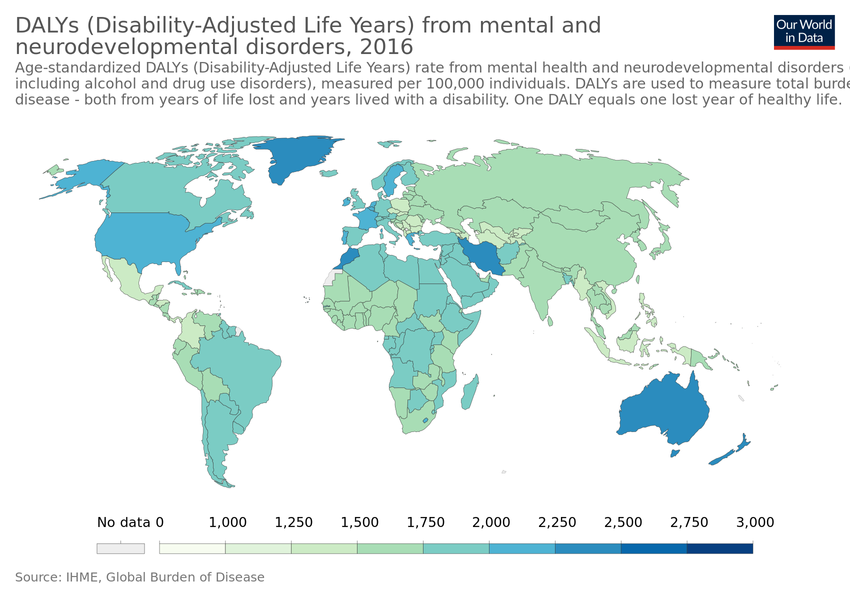 DALYs (Disability-Adjusted Life Years) from mental and
neurodevelopmental disorders, 2016
Our World
in Data
Age-standardized DALYs (Disability-Adjusted Life Years) rate from mental health and neurodevelopmental disorders (
including alcohol and drug use disorders), measured per 100,000 individuals. DALYs are used to measure total burde
disease - both from years of life lost and years lived with a disability. One DALY equals one lost year of healthy life.
No data 0 1,000 1,250 1,500 1,750 2,000 2,250 2,500 2,750 3,000
Source: IHME, Global Burden of Disease